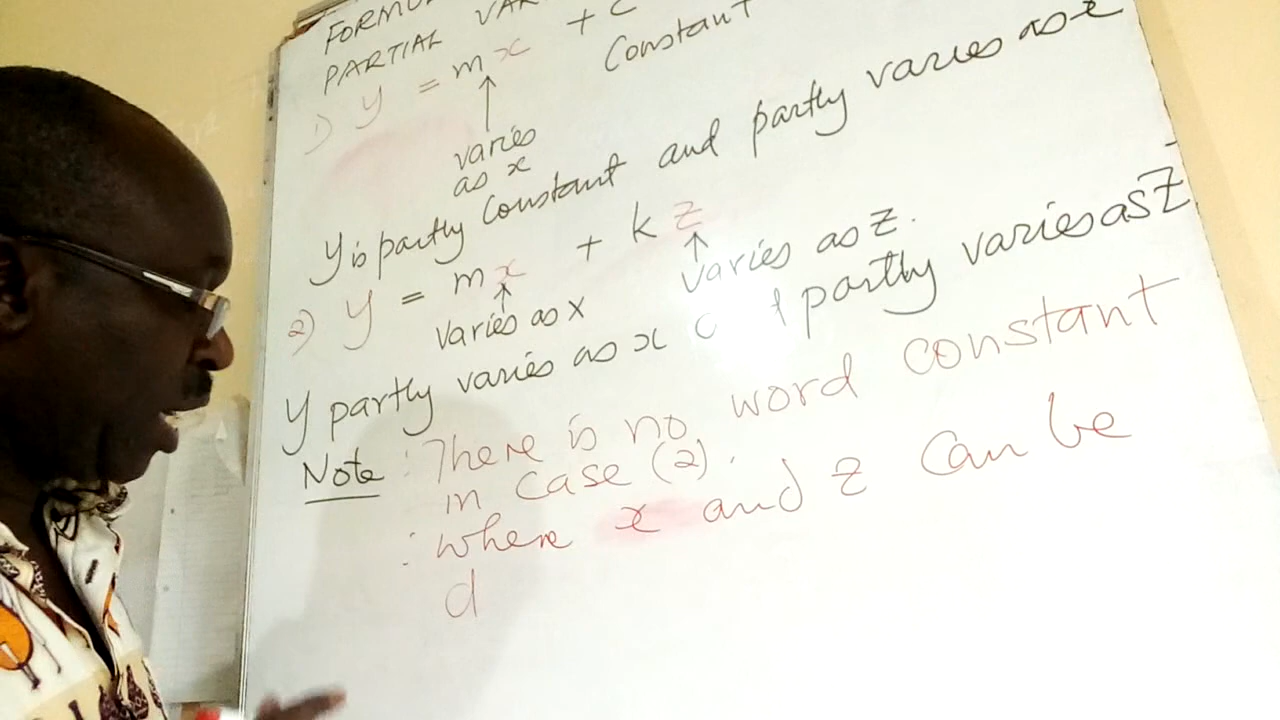 FORMU
PARTIAL VAR
1) y = mx + C
Constant
varies
as x
Y is partly Constant and partly varies as x
2) y = mx + kz
varies as x
varies as z.
Y partly varies as x partly varies as z
Note : There is no word constant
in case (2).
: where x and z can be
d